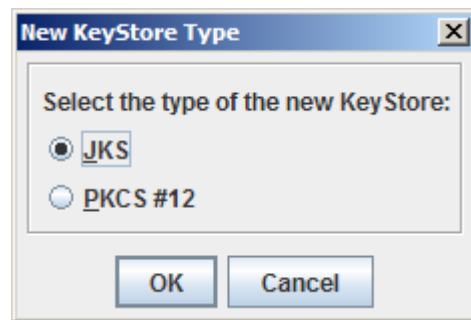 New KeyStore Type
Select the type of the new KeyStore:
JKS
PKCS #12
OK Cancel